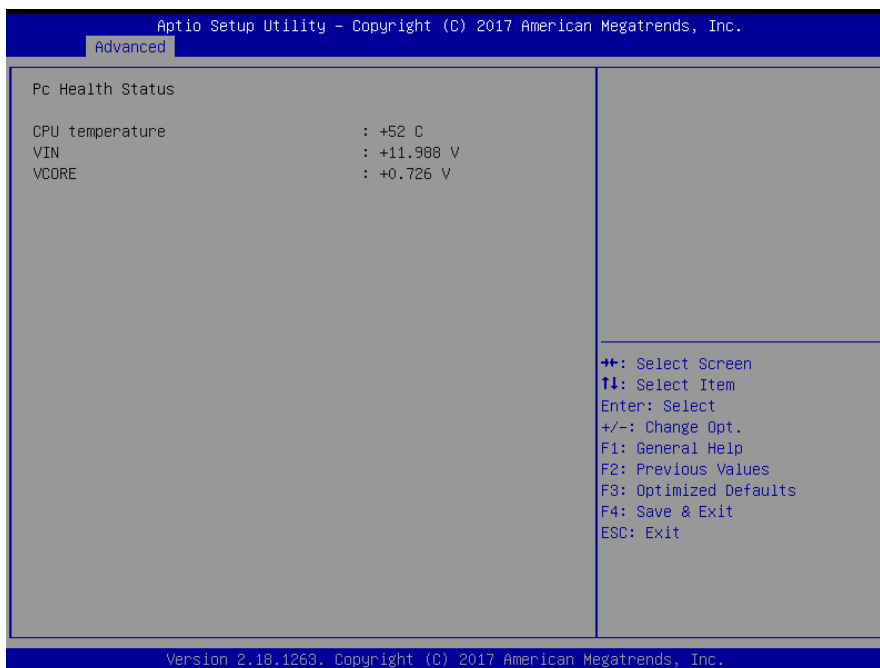 Aptio Setup Utility – Copyright (C) 2017 American Megatrends, Inc.
Advanced
Pc Health Status
CPU temperature : +52 C
VIN : +11.988 V
VCORE : +0.726 V
→←: Select Screen
↑↓: Select Item
Enter: Select
+/-: Change Opt.
F1: General Help
F2: Previous Values
F3: Optimized Defaults
F4: Save & Exit
ESC: Exit
Version 2.18.1263. Copyright (C) 2017 American Megatrends, Inc.